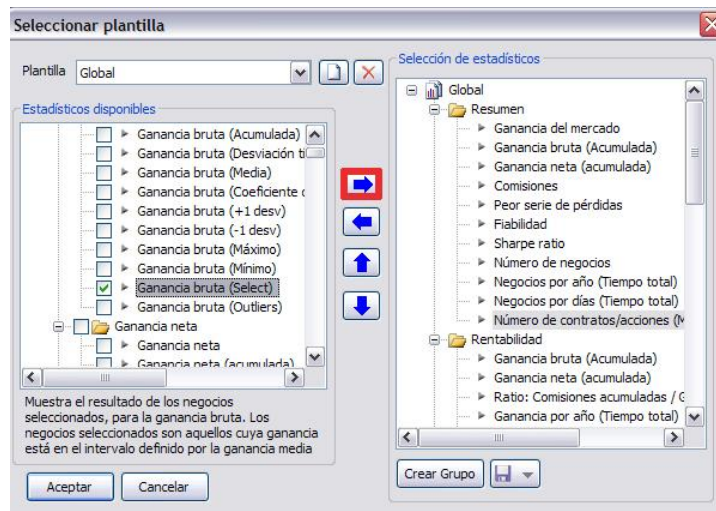 Seleccionar plantilla
Plantilla
Global
Estadísticos disponibles
Ganancia bruta (Acumulada)
Ganancia bruta (Desviación
Ganancia bruta (Media)
Ganancia bruta (Coeficiente
Ganancia bruta (+1 desv)
Ganancia bruta (-1 desv)
Ganancia bruta (Máximo)
Ganancia bruta (Mínimo)
Ganancia bruta (Select)
Ganancia bruta (Outliers)
Ganancia neta
Ganancia neta
Ganancia neta (acumulada)
Muestra el resultado de los negocios
seleccionados, para la ganancia bruta. Los
negocios seleccionados son aquellos cuya ganancia
está en el intervalo definido por la ganancia media
Aceptar
Cancelar
Selección de estadísticos
Global
Resumen
Ganancia del mercado
Ganancia bruta (Acumulada)
Ganancia neta (acumulada)
Comisiones
Peor serie de pérdidas
Fiabilidad
Sharpe ratio
Número de negocios
Negocios por año (Tiempo total)
Negocios por días (Tiempo total)
Número de contratos/acciones
Rentabilidad
Ganancia bruta (Acumulada)
Ganancia neta (acumulada)
Ratio: Comisiones acumuladas /
Ganancia por año (Tiempo total)
Crear Grupo